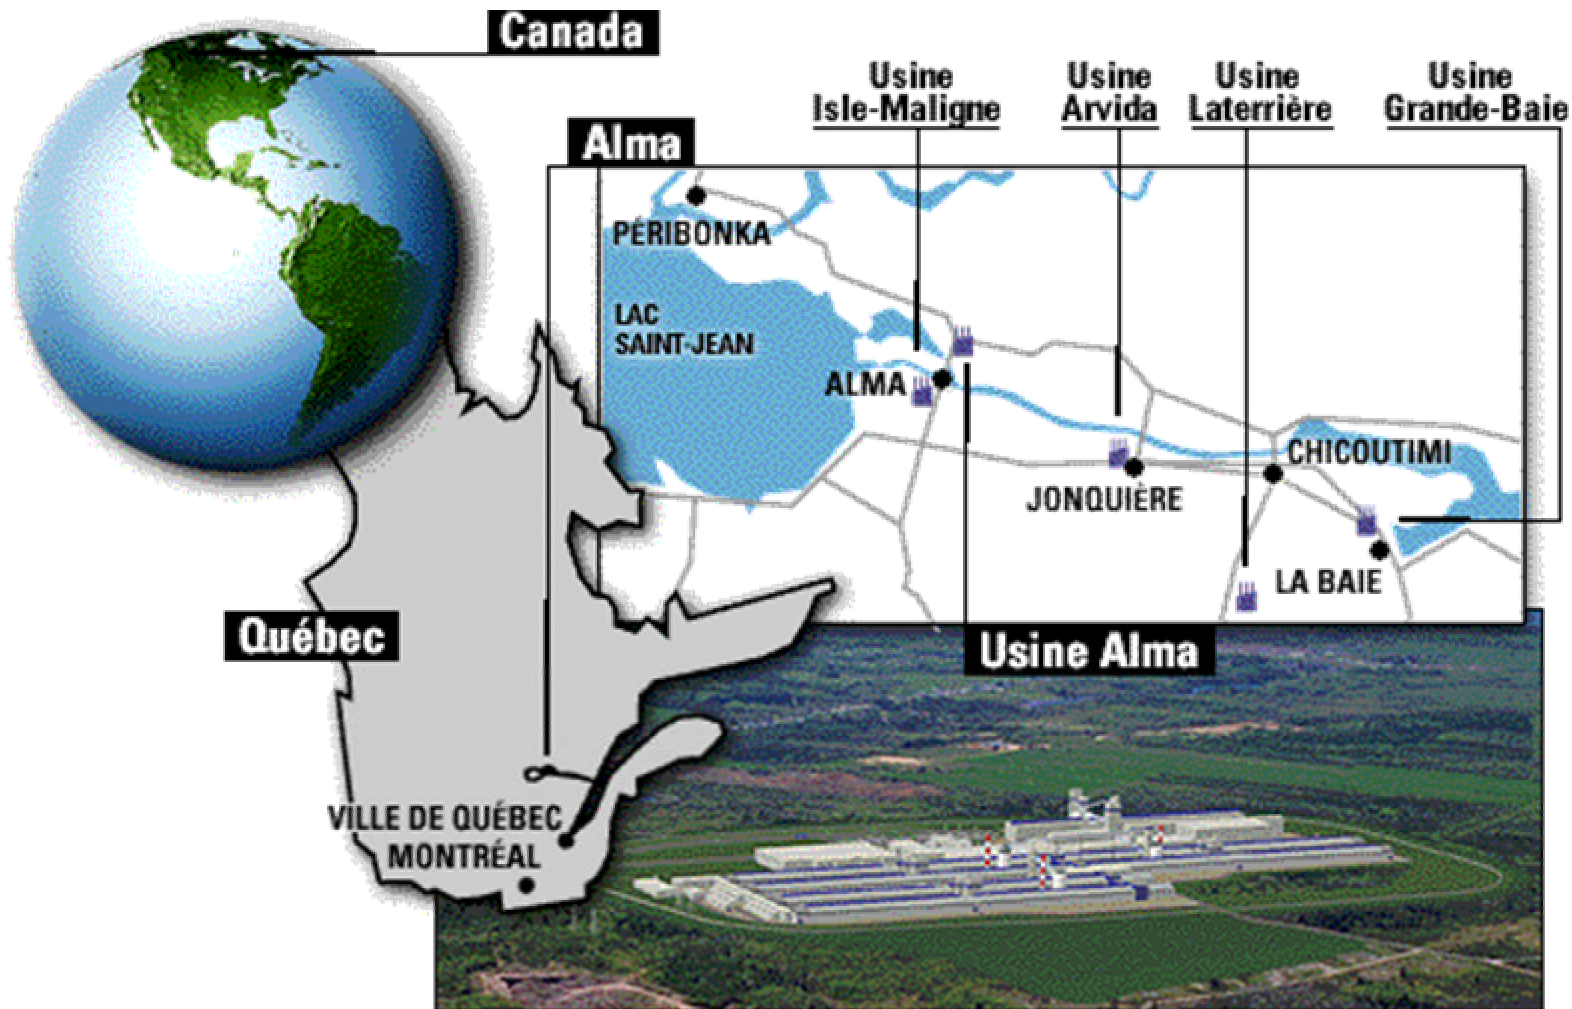 Canada
Usine
Isle-Maligne
Usine
Arvida
Usine
Laterrière
Usine
Grande-Baie
Alma
PÉRIBONKA
LAC
SAINT-JEAN
ALMA
CHICOUTIMI
JONQUIÈRE
LA BAIE
Québec
Usine Alma
VILLE DE QUÉBEC
MONTRÉAL